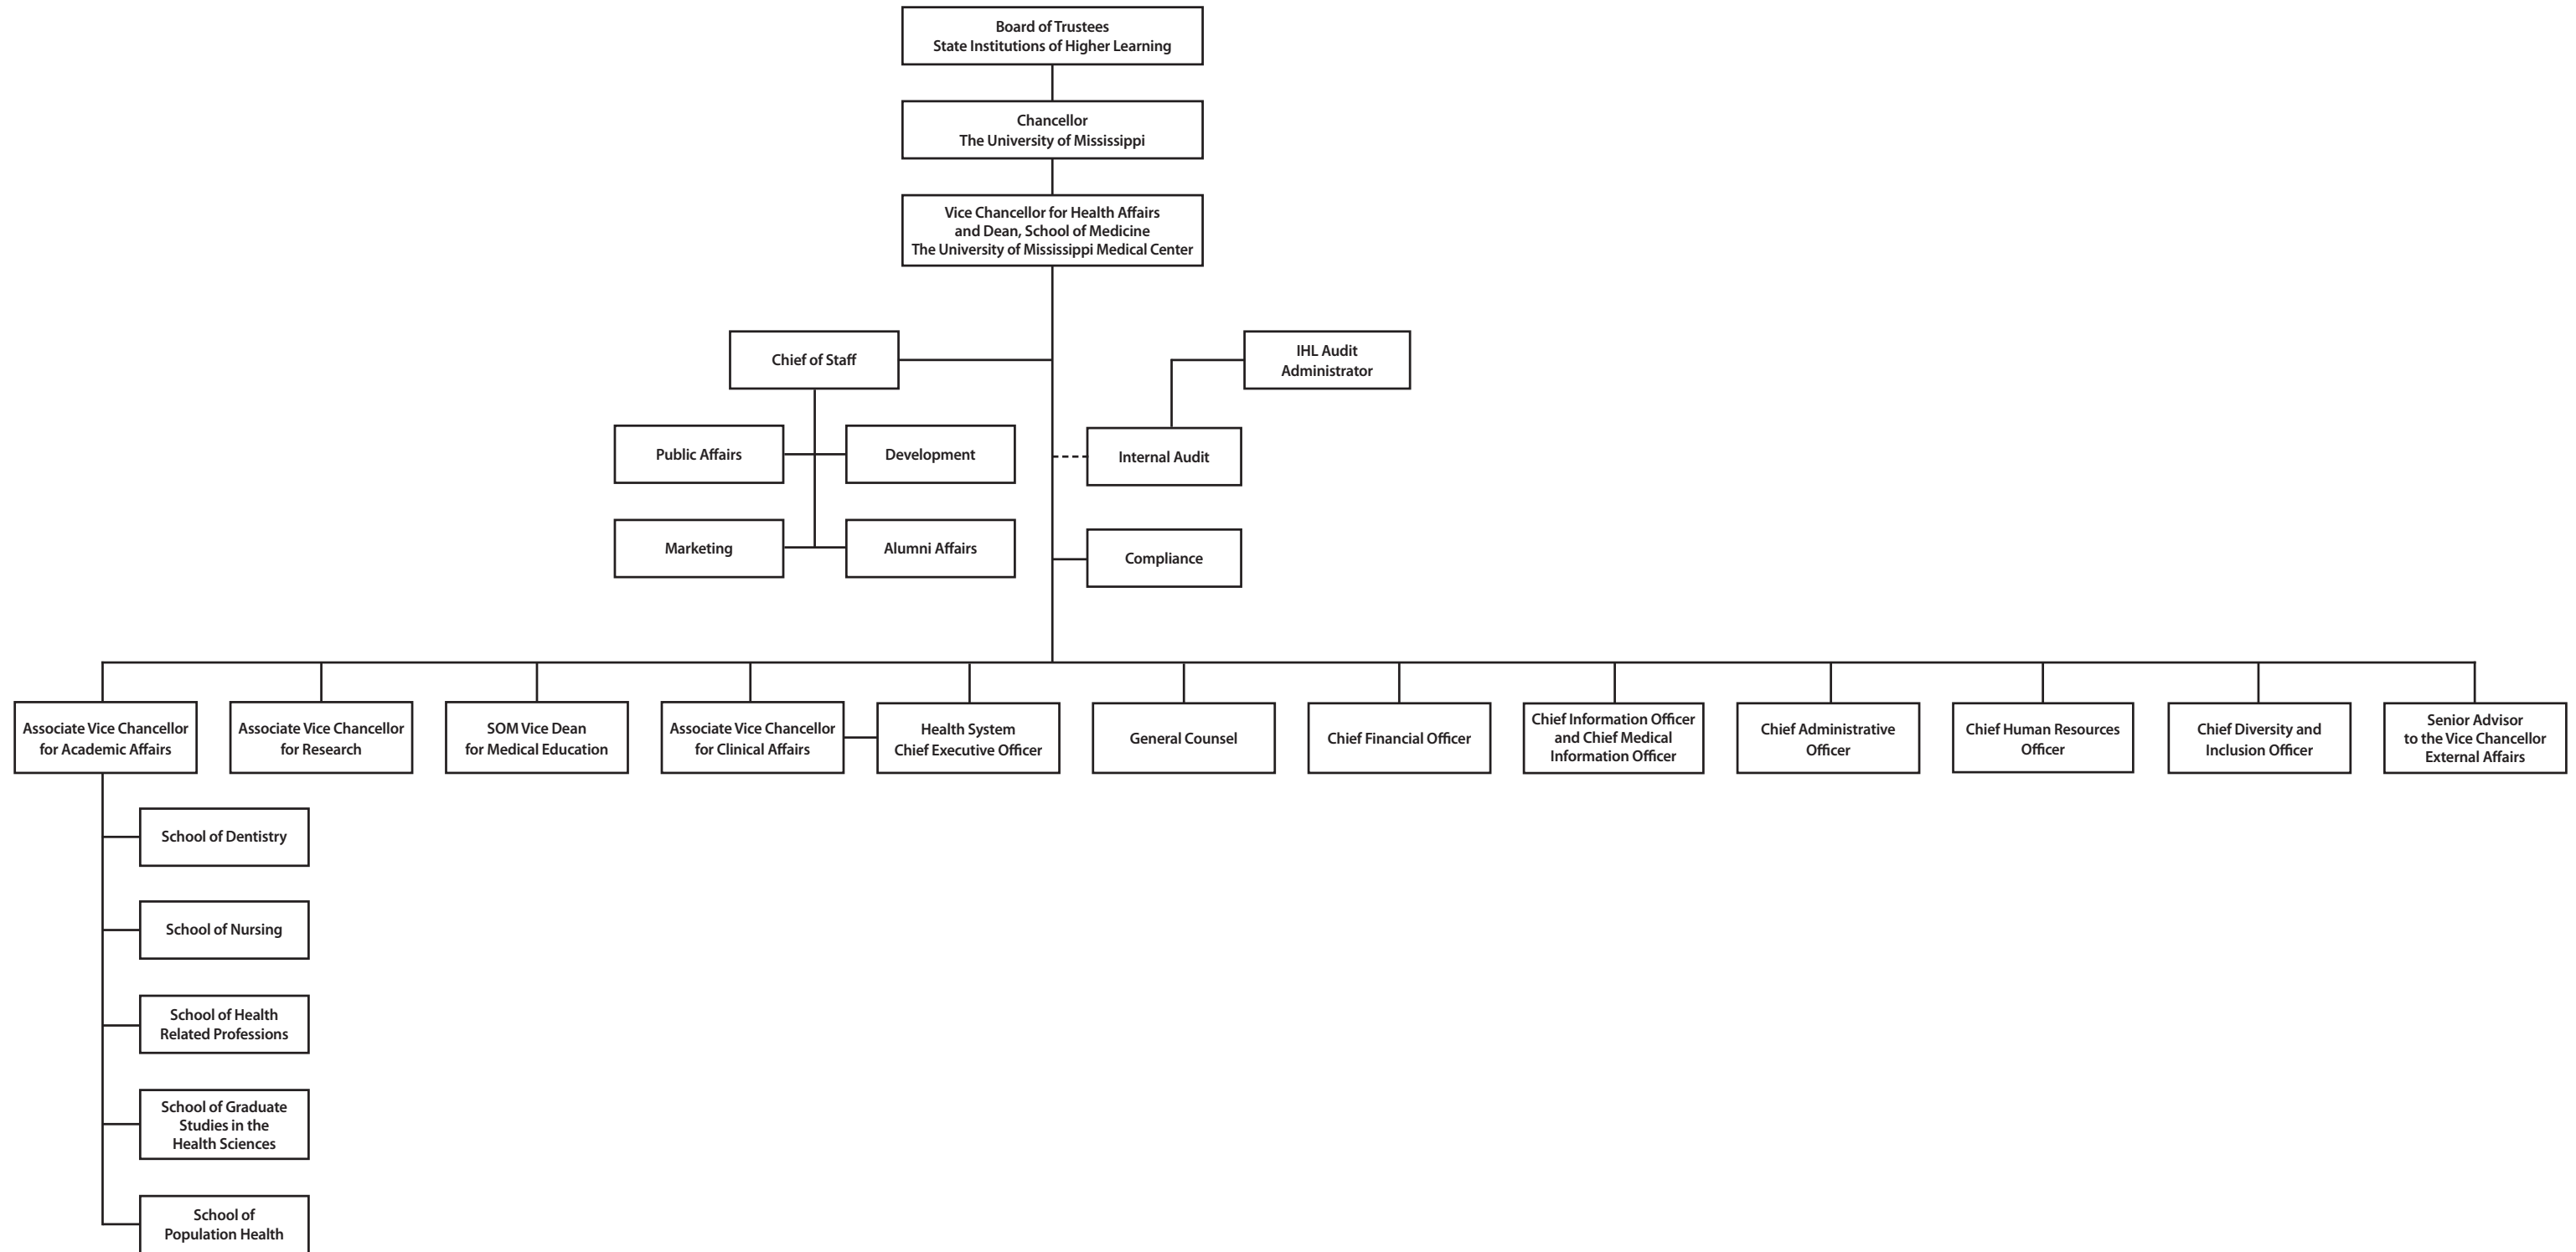 Board of Trustees
State Institutions of Higher Learning
Chancellor
The University of Mississippi
Vice Chancellor for Health Affairs
and Dean, School of Medicine
The University of Mississippi Medical Center
Chief of Staff
IHL Audit
Administrator
Public Affairs
Development
Internal Audit
Marketing
Alumni Affairs
Compliance
Associate Vice Chancellor
for Academic Affairs
Associate Vice Chancellor
for Research
SOM Vice Dean
for Medical Education
Associate Vice Chancellor
for Clinical Affairs
Health System
Chief Executive Officer
General Counsel
Chief Financial Officer
Chief Information Officer
and Chief Medical
Information Officer
Chief Administrative
Officer
Chief Human Resources
Officer
Chief Diversity and
Inclusion Officer
Senior Advisor
to the Vice Chancellor
External Affairs
School of Dentistry
School of Nursing
School of Health
Related Professions
School of Graduate
Studies in the
Health Sciences
School of
Population Health